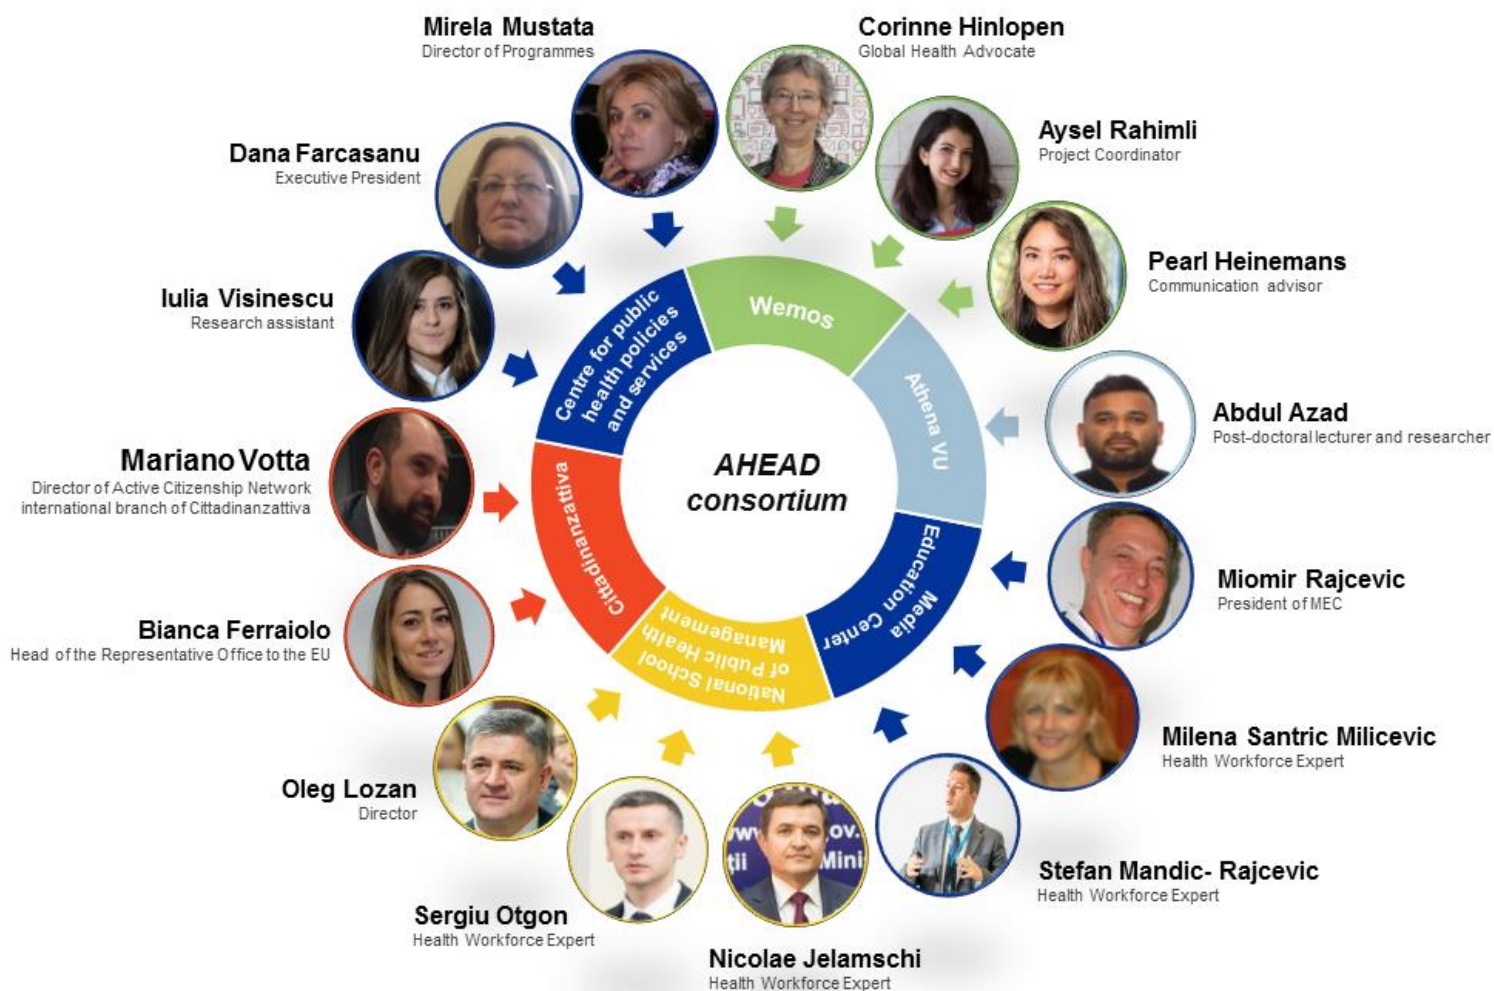 Mirela Mustata
Director of Programmes
Corinne Hinlopen
Global Health Advocate
Dana Farcasanu
Executive President
Aysel Rahimli
Project Coordinator
Iulia Visinescu
Research assistant
Pearl Heinemans
Communication advisor
Mariano Votta
Director of Active Citizenship Network
international branch of Cittadinanzattiva
Abdul Azad
Post-doctoral lecturer and researcher
Bianca Ferraiolo
Head of the Representative Office to the EU
Miomir Rajcevic
President of MEC
Oleg Lozan
Director
Milena Santric Milicevic
Health Workforce Expert
Sergiu Otgon
Health Workforce Expert
Stefan Mandic- Rajcevic
Health Workforce Expert
Nicolae Jelamschi
Health Workforce Expert
Centre for public
health policies
and services
Wemos
Athena VU
Media
Education Center
National School
of Public Health
Management
Cittadinanzattiva
AHEAD
consortium
ov.
ții
Mini